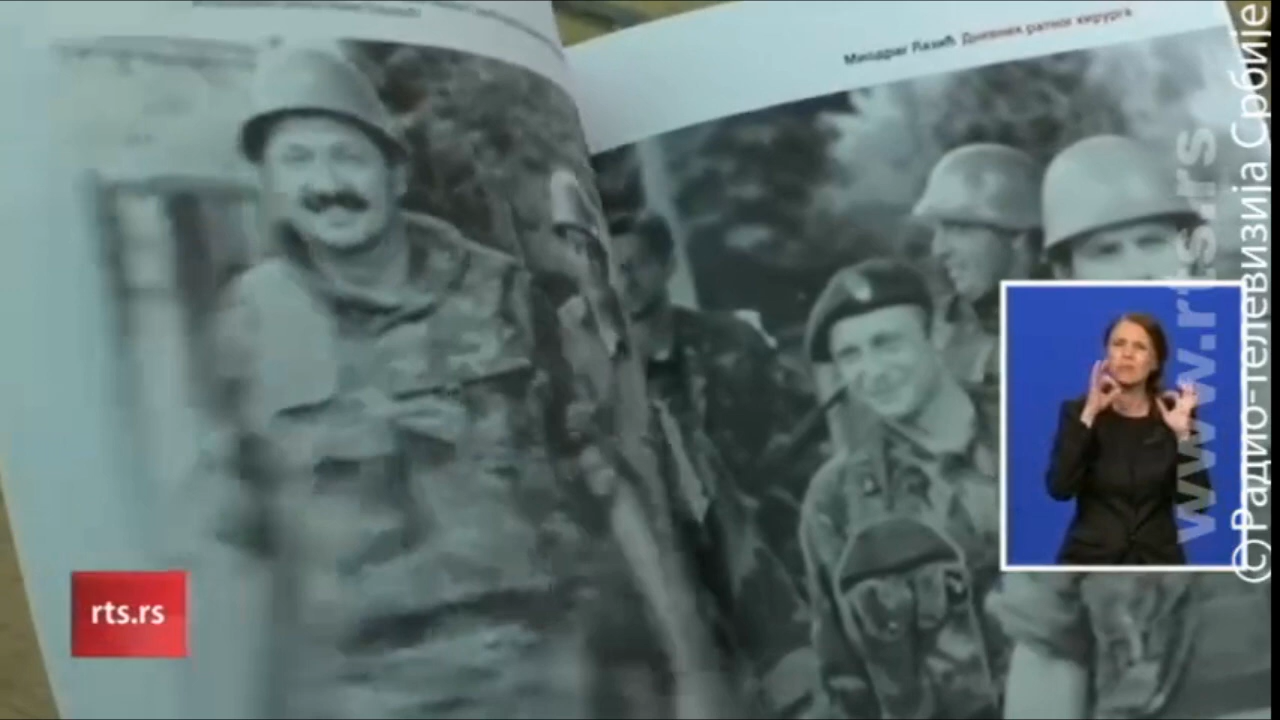 Миодраг Лазић Дневник ратног хирурга
rts.rs
www.rts.rs
(C) Радио-телевизија Србије